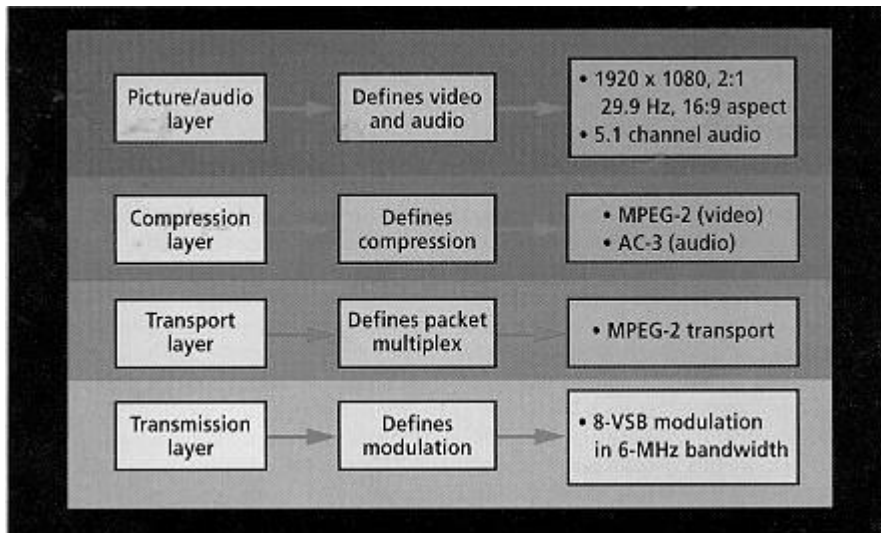 Picture/audio
layer
Defines video
and audio
• 1920 x 1080, 2:1
29.9 Hz, 16:9 aspect
• 5.1 channel audio
Compression
layer
Defines
compression
• MPEG-2 (video)
• AC-3 (audio)
Transport
layer
Defines packet
multiplex
• MPEG-2 transport
Transmission
layer
Defines
modulation
• 8-VSB modulation
in 6-MHz bandwidth